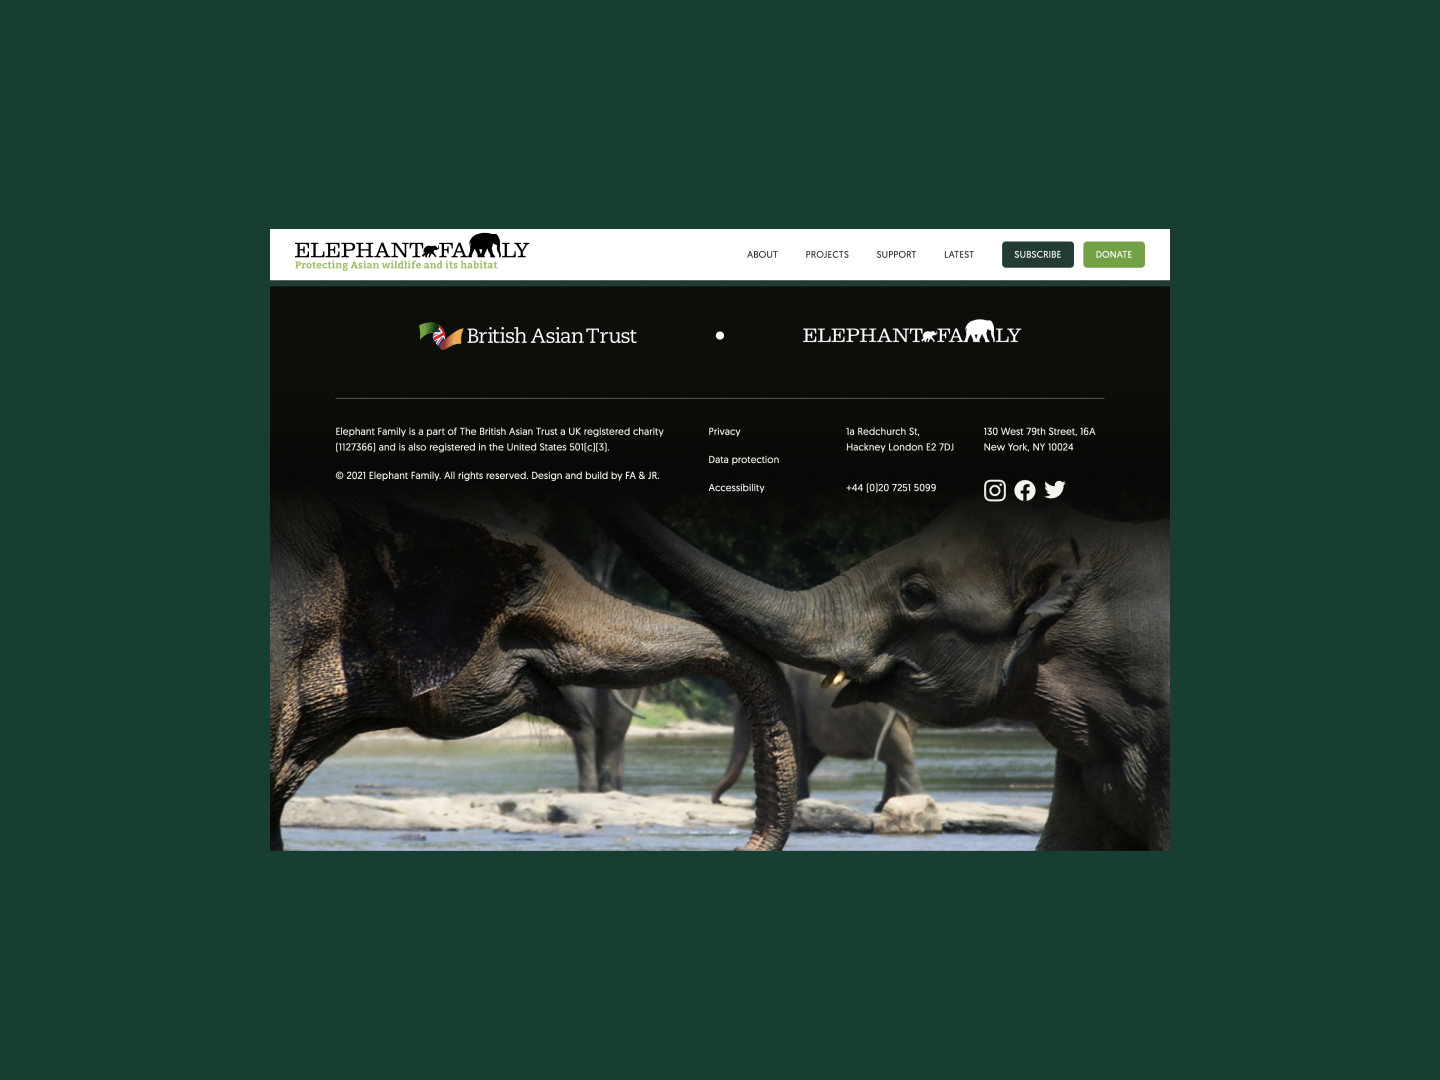 ELEPHANT FAMILY
Protecting Asian wildlife and its habitat
ABOUT
PROJECTS
SUPPORT
LATEST
SUBSCRIBE
DONATE
British Asian Trust
ELEPHANT FAMILY
Elephant Family is a part of The British Asian Trust a UK registered charity
(1127366) and is also registered in the United States 501(c)(3).
© 2021 Elephant Family. All rights reserved. Design and build by FA & JR.
Privacy
Data protection
Accessibility
1a Redchurch St,
Hackney London E2 7DJ
+44 (0)20 7251 5099
130 West 79th Street, 16A
New York, NY 10024